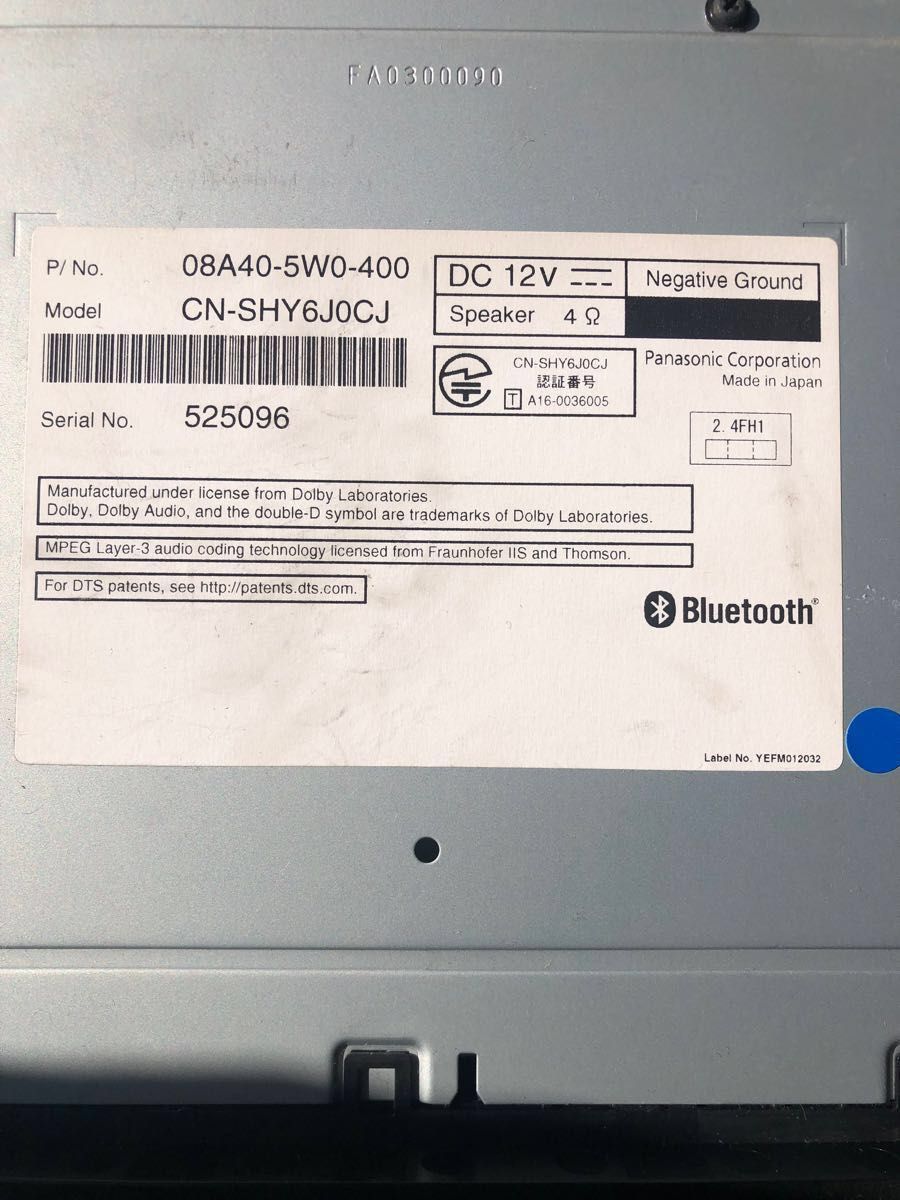 FA0300090
P/ No. 08A40-5W0-400
Model CN-SHY6J0CJ
Serial No. 525096
DC 12V Negative Ground
Speaker 4 Ω
CN-SHY6J0CJ
認証番号
T A16-0036005
Panasonic Corporation
Made in Japan
2. 4FH1
Manufactured under license from Dolby Laboratories.
Dolby, Dolby Audio, and the double-D symbol are trademarks of Dolby Laboratories.
MPEG Layer-3 audio coding technology licensed from Fraunhofer IIS and Thomson.
For DTS patents, see http://patents.dts.com.
Bluetooth®
Label No. YEFM012032